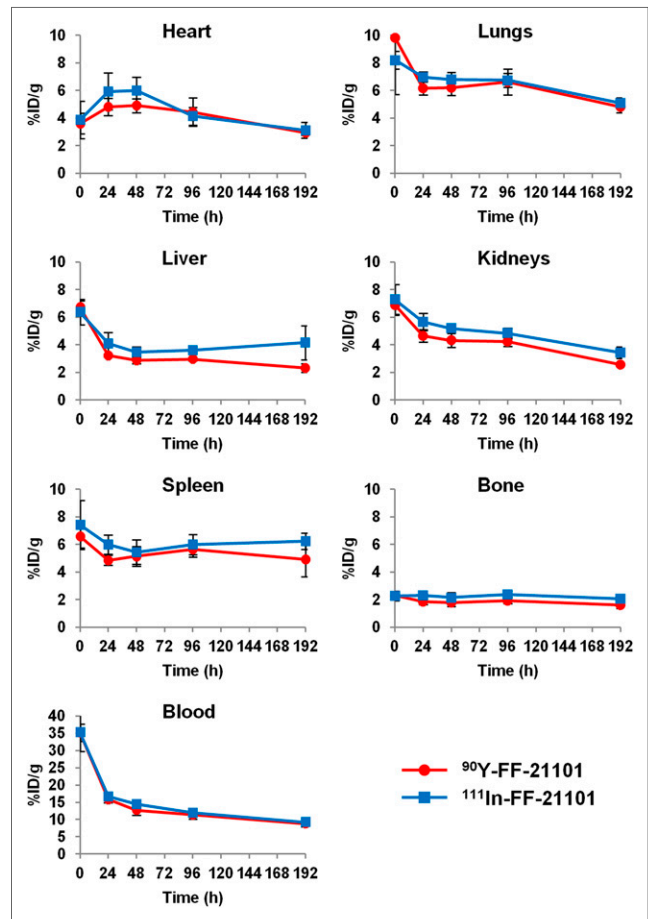 Heart
%ID/g
10
8
6
4
2
0
0 24 48 72 96 120 144 168 192
Time (h)
Lungs
%ID/g
10
8
6
4
2
0
0 24 48 72 96 120 144 168 192
Time (h)
Liver
%ID/g
10
8
6
4
2
0
0 24 48 72 96 120 144 168 192
Time (h)
Kidneys
%ID/g
10
8
6
4
2
0
0 24 48 72 96 120 144 168 192
Time (h)
Spleen
%ID/g
10
8
6
4
2
0
0 24 48 72 96 120 144 168 192
Time (h)
Bone
%ID/g
10
8
6
4
2
0
0 24 48 72 96 120 144 168 192
Time (h)
Blood
%ID/g
40
35
30
25
20
15
10
5
0
0 24 48 72 96 120 144 168 192
Time (h)
⁹⁰Y-FF-21101
¹¹¹In-FF-21101